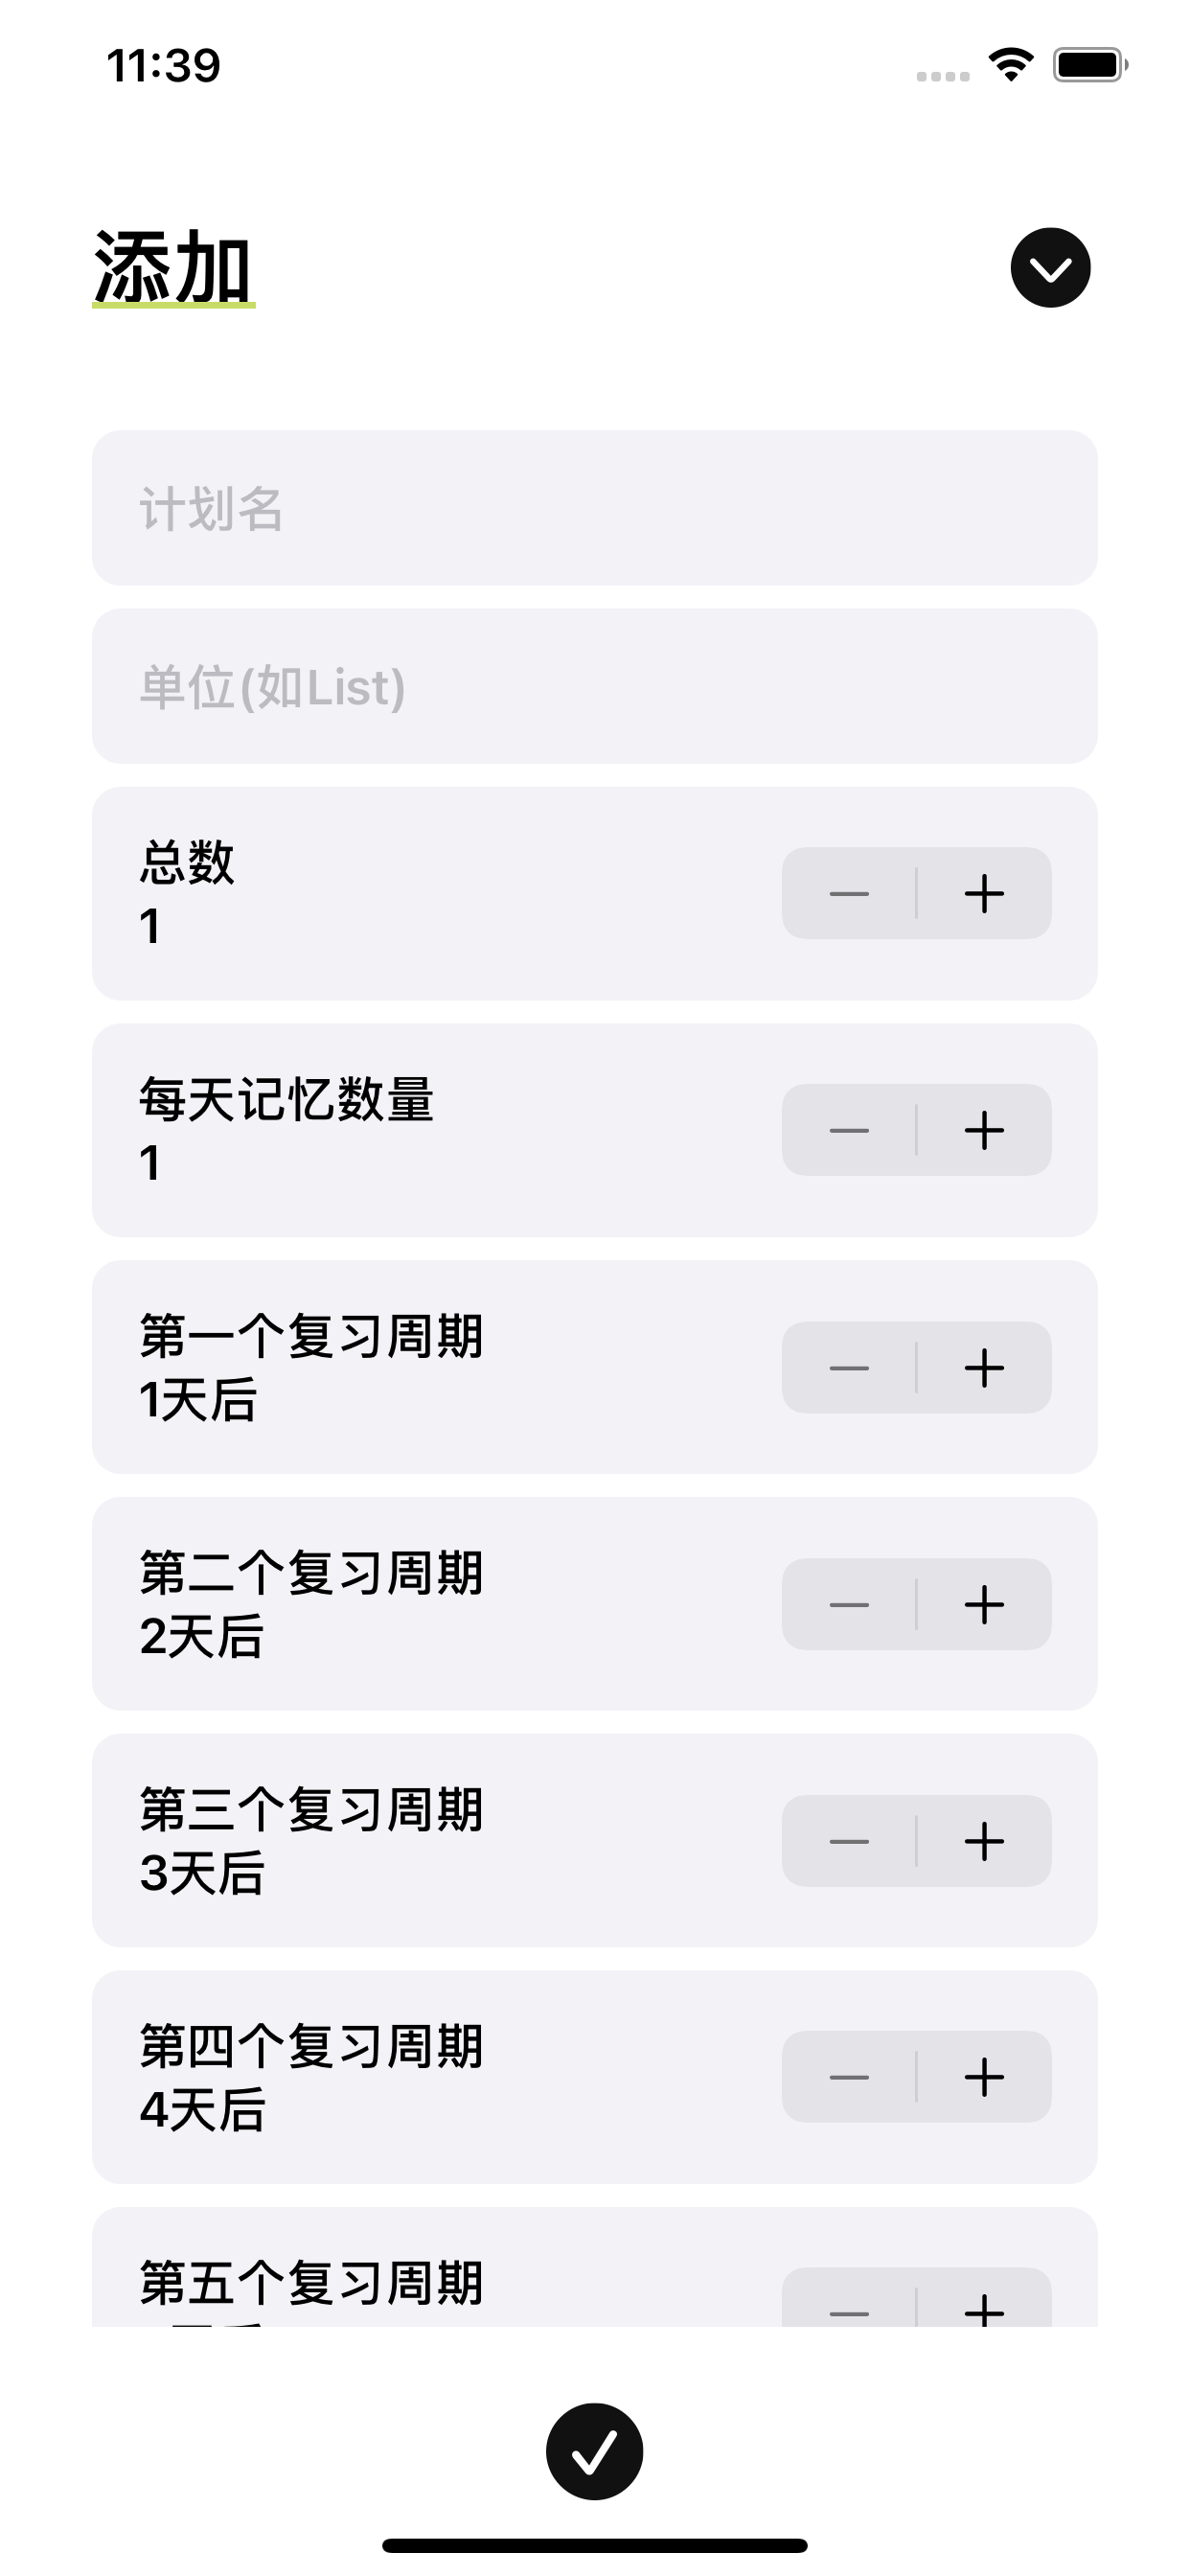 11:39
添加
计划名
单位(如List)
总数
1
每天记忆数量
1
第一个复习周期
1天后
第二个复习周期
2天后
第三个复习周期
3天后
第四个复习周期
4天后
第五个复习周期